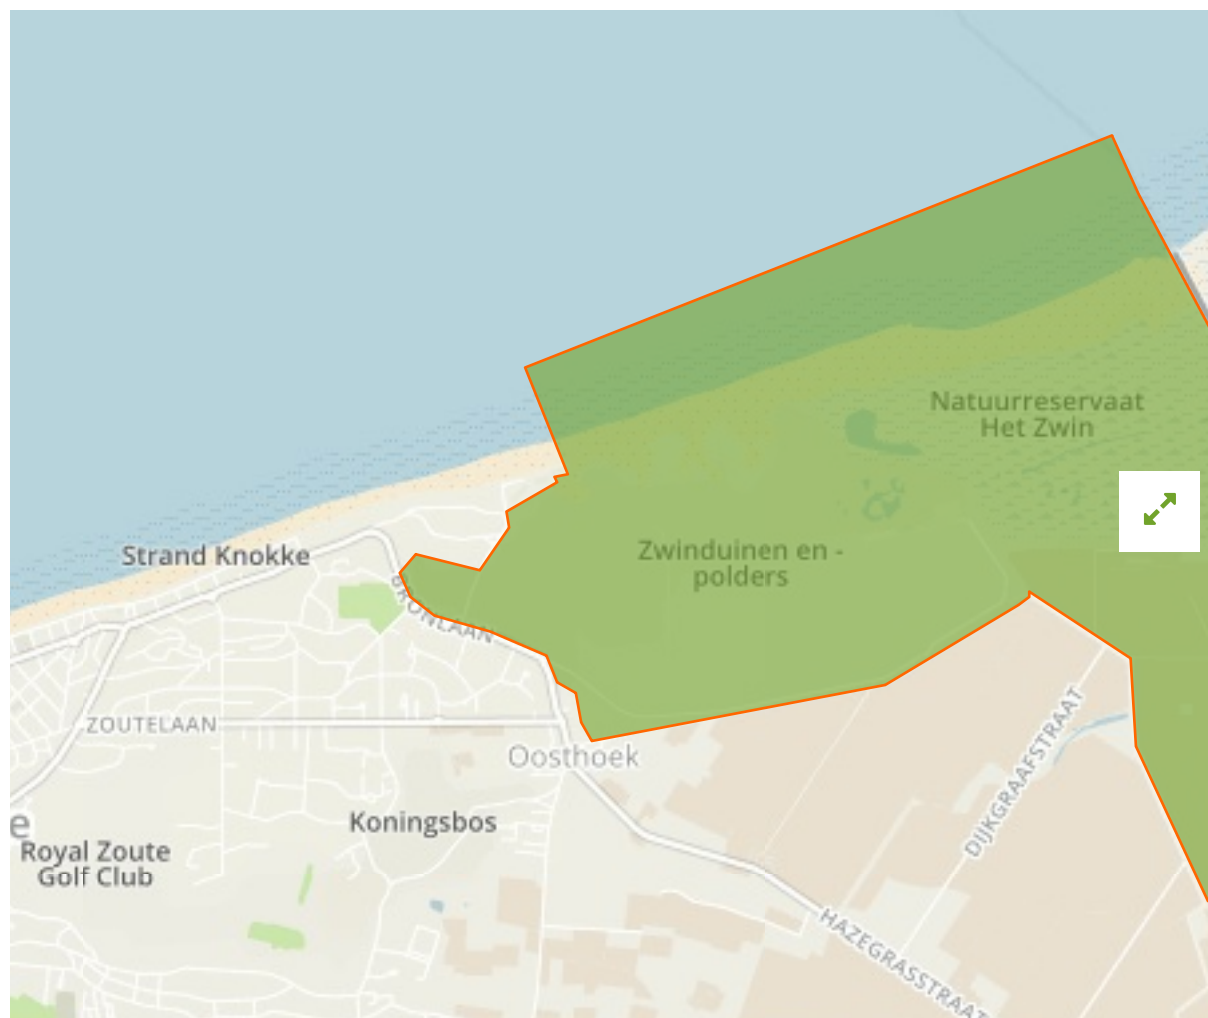 Natuurreservaat
Het Zwin
Strand Knokke
Zwinduinen en -
polders
BRONLAAN
ZOUTELAAN
Oosthoek
DIJKGRAAFSTRAAT
Koningsbos
e
Royal Zoute
Golf Club
HAZEGRASSTRAAT